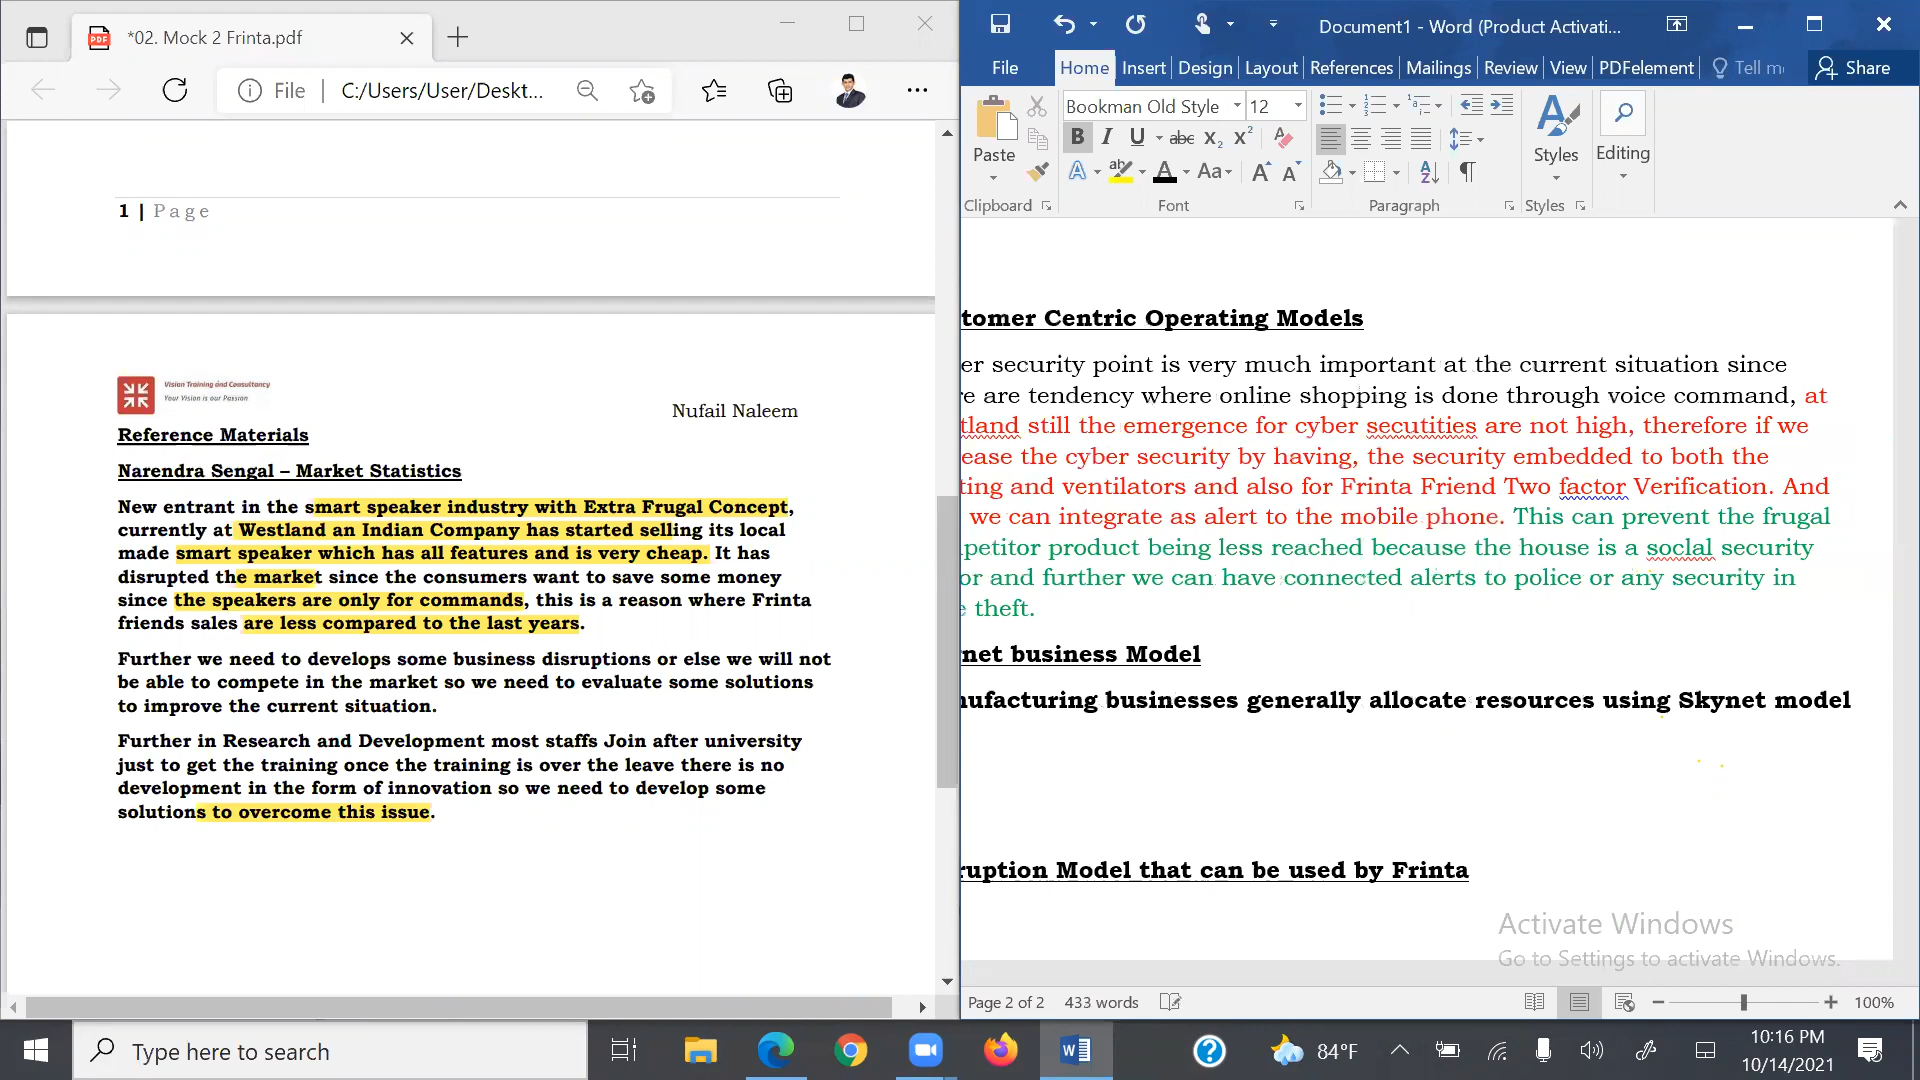 *02. Mock 2 Frinta.pdf
File
C:/Users/User/Deskt...
1 | Page
Vision Training and Consultancy
Your Vision is our Passion
Nufail Naleem
Reference Materials
Narendra Sengal – Market Statistics
New entrant in the smart speaker industry with Extra Frugal Concept,
currently at Westland an Indian Company has started selling its local
made smart speaker which has all features and is very cheap. It has
disrupted the market since the consumers want to save some money
since the speakers are only for commands, this is a reason where Frinta
friends sales are less compared to the last years.
Further we need to develops some business disruptions or else we will not
be able to compete in the market so we need to evaluate some solutions
to improve the current situation.
Further in Research and Development most staffs Join after university
just to get the training once the training is over the leave there is no
development in the form of innovation so we need to develop some
solutions to overcome this issue.
Document1 - Word (Product Activati...
File Home Insert Design Layout References Mailings Review View PDFelement Tell m Share
Bookman Old Style 12
Paste
Styles
Editing
Clipboard Font Paragraph Styles
tomer Centric Operating Models
er security point is very much important at the current situation since
re are tendency where online shopping is done through voice command, at
tland still the emergence for cyber secutities are not high, therefore if we
ease the cyber security by having, the security embedded to both the
ting and ventilators and also for Frinta Friend Two factor Verification. And
we can integrate as alert to the mobile phone. This can prevent the frugal
petitor product being less reached because the house is a soclal security
or and further we can have connected alerts to police or any security in
e theft.
net business Model
nufacturing businesses generally allocate resources using Skynet model
ruption Model that can be used by Frinta
Activate Windows
Go to Settings to activate Windows.
Page 2 of 2 433 words 100%
Type here to search
84°F
10:16 PM
10/14/2021